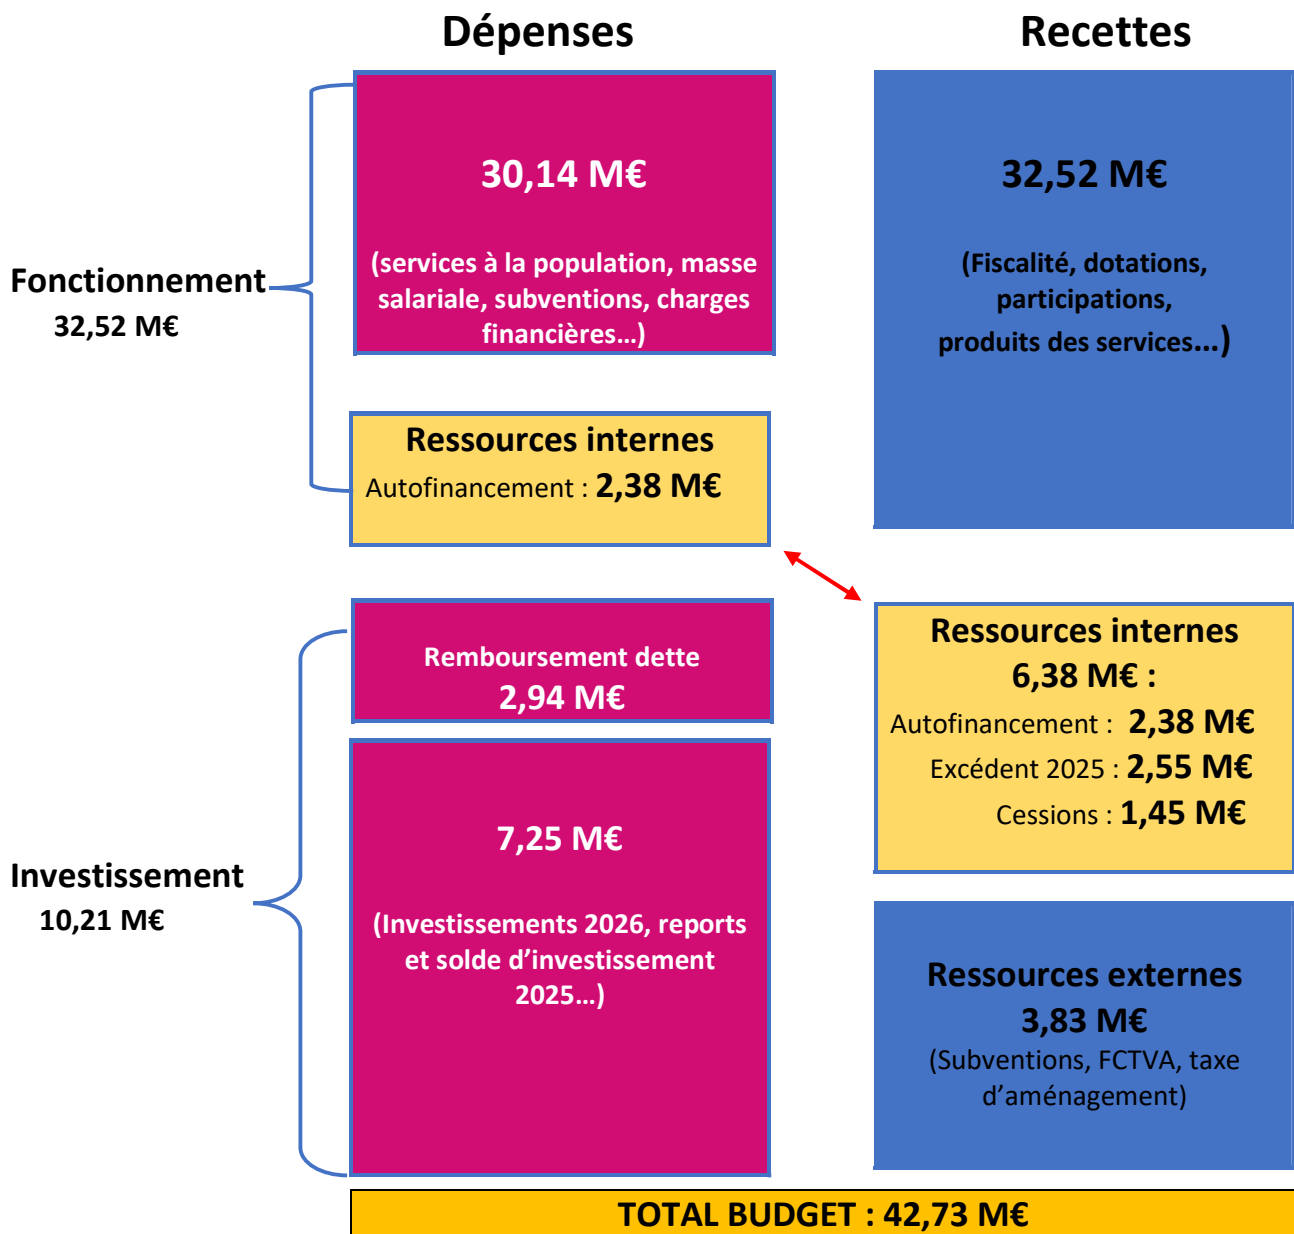 Dépenses
Recettes
30,14 M€
(services à la population, masse
salariale, subventions, charges
financières…)
32,52 M€
(Fiscalité, dotations,
participations,
produits des services…)
Fonctionnement
32,52 M€
Ressources internes
Autofinancement : 2,38 M€
Remboursement dette
2,94 M€
Ressources internes
6,38 M€ :
Autofinancement : 2,38 M€
Excédent 2025 : 2,55 M€
Cessions : 1,45 M€
Investissement
10,21 M€
7,25 M€
(Investissements 2026, reports
et solde d’investissement
2025…)
Ressources externes
3,83 M€
(Subventions, FCTVA, taxe
d’aménagement)
TOTAL BUDGET : 42,73 M€